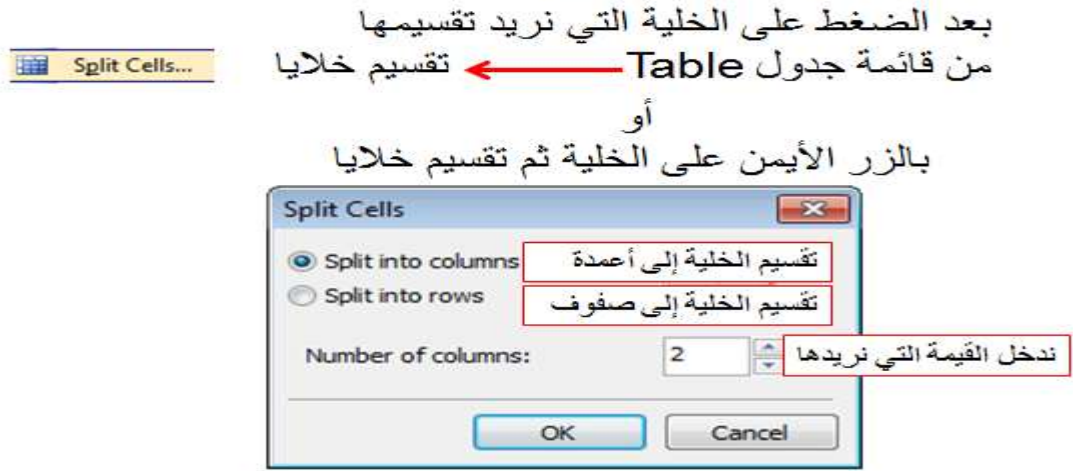 بعد الضغط على الخلية التي نريد تقسيمها
من قائمة جدول Table تقسيم خلايا
Split Cells...
أو
بالزر الأيمن على الخلية ثم تقسيم خلايا
Split Cells
Split into columns تقسيم الخلية إلى أعمدة
Split into rows تقسيم الخلية إلى صفوف
Number of columns: 2 ندخل القيمة التي نريدها
OK Cancel